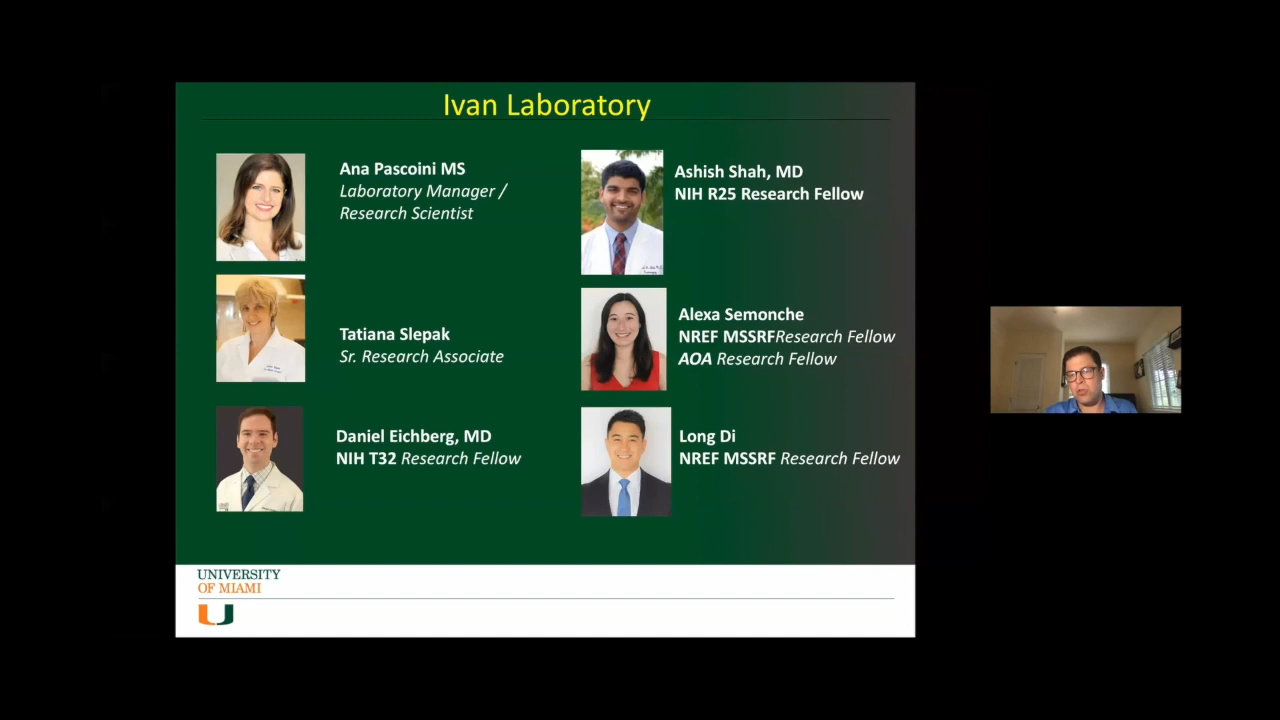 Ivan Laboratory
Ana Pascoini MS
Laboratory Manager /
Research Scientist
Tatiana Slepak
Sr. Research Associate
Daniel Eichberg, MD
NIH T32 Research Fellow
Ashish Shah, MD
NIH R25 Research Fellow
Alexa Semonche
NREF MSSRFResearch Fellow
AOA Research Fellow
Long Di
NREF MSSRF Research Fellow
UNIVERSITY
OF MIAMI